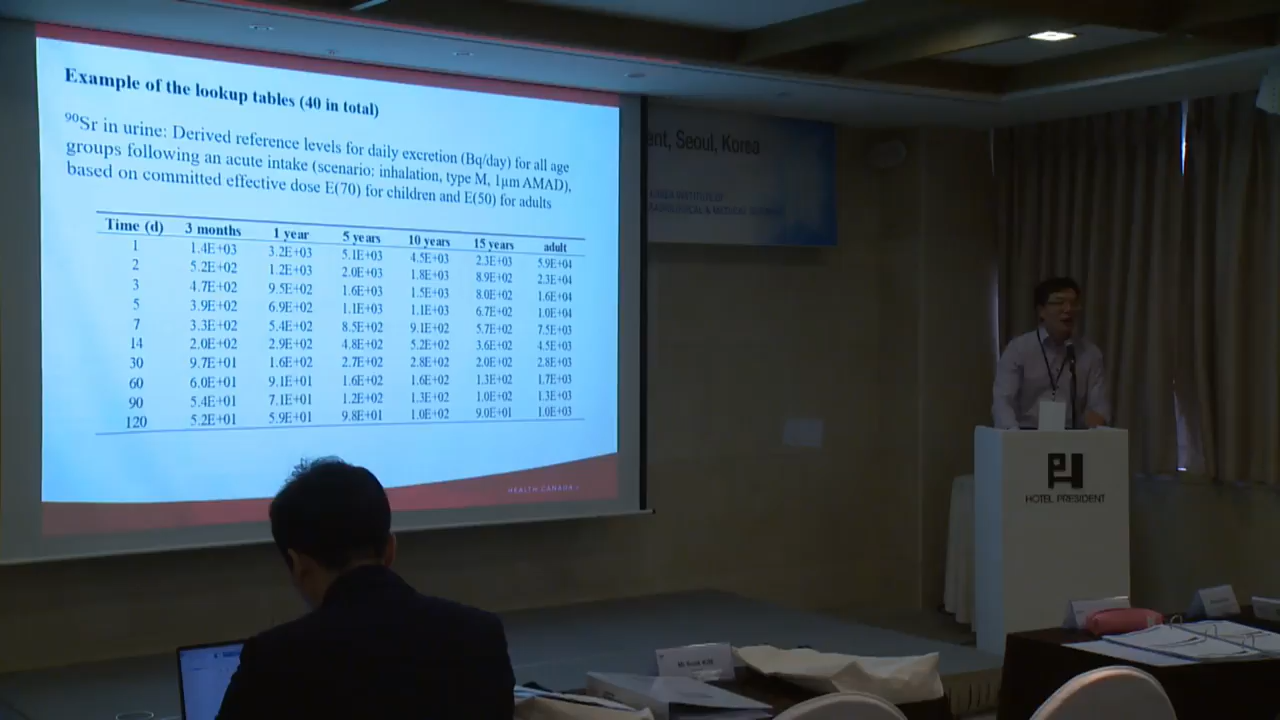 Example of the lookup tables (40 in total)
⁹⁰Sr in urine: Derived reference levels for daily excretion (Bq/day) for all age
groups following an acute intake (scenario: inhalation, type M, 1μm AMAD),
based on committed effective dose E(70) for children and E(50) for adults
Time (d) 3 months 1 year 5 years 10 years 15 years adult
1 1.4E+03 3.2E+03 5.1E+03 4.5E+03 2.3E+03 5.9E+04
2 5.2E+02 1.2E+03 2.0E+03 1.8E+03 8.9E+02 2.3E+04
3 4.7E+02 9.5E+02 1.6E+03 1.5E+03 8.0E+02 1.6E+04
5 3.9E+02 6.9E+02 1.1E+03 1.1E+03 6.7E+02 1.0E+04
7 3.3E+02 5.4E+02 8.5E+02 9.1E+02 5.7E+02 7.5E+03
14 2.0E+02 2.9E+02 4.8E+02 5.2E+02 3.6E+02 4.5E+03
30 9.7E+01 1.6E+02 2.7E+02 2.8E+02 2.0E+02 2.8E+03
60 6.0E+01 9.1E+01 1.6E+02 1.6E+02 1.3E+02 1.7E+03
90 5.4E+01 7.1E+01 1.2E+02 1.3E+02 1.0E+02 1.3E+03
120 5.2E+01 5.9E+01 9.8E+01 1.0E+02 9.0E+01 1.0E+03
HEALTH CANADA
ent, Seoul, Korea
INSTITUTE OF
& MEDICAL
HOTEL PRESIDENT